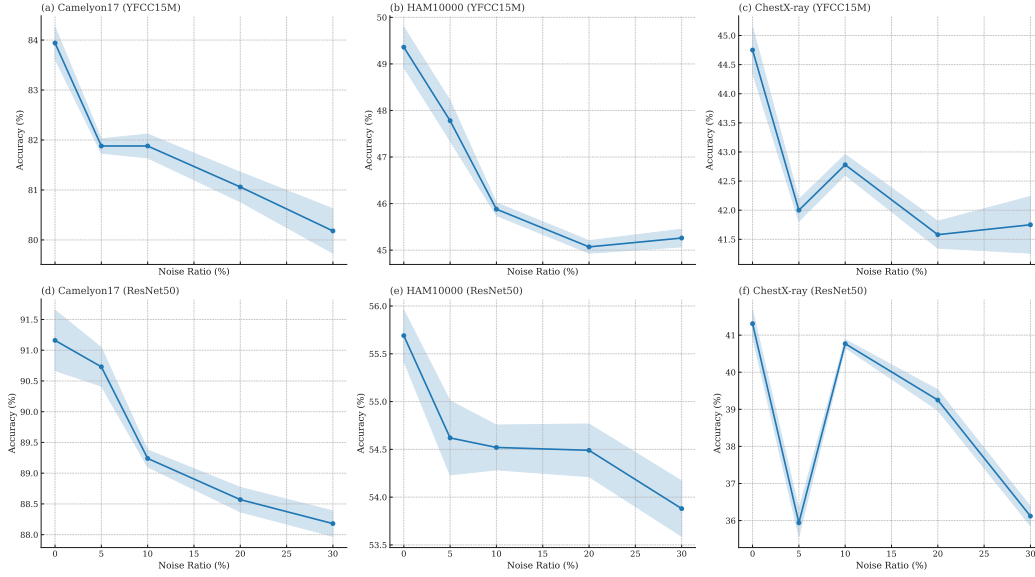 (a) Camelyon17 (YFCC15M)
Accuracy (%)
84
83
82
81
80
Noise Ratio (%)
(b) HAM10000 (YFCC15M)
Accuracy (%)
50
49
48
47
46
45
Noise Ratio (%)
(c) ChestX-ray (YFCC15M)
Accuracy (%)
45.0
44.5
44.0
43.5
43.0
42.5
42.0
41.5
Noise Ratio (%)
(d) Camelyon17 (ResNet50)
Accuracy (%)
91.5
91.0
90.5
90.0
89.5
89.0
88.5
88.0
0 5 10 15 20 25 30
Noise Ratio (%)
(e) HAM10000 (ResNet50)
Accuracy (%)
56.0
55.5
55.0
54.5
54.0
53.5
0 5 10 15 20 25 30
Noise Ratio (%)
(f) ChestX-ray (ResNet50)
Accuracy (%)
41
40
39
38
37
36
0 5 10 15 20 25 30
Noise Ratio (%)